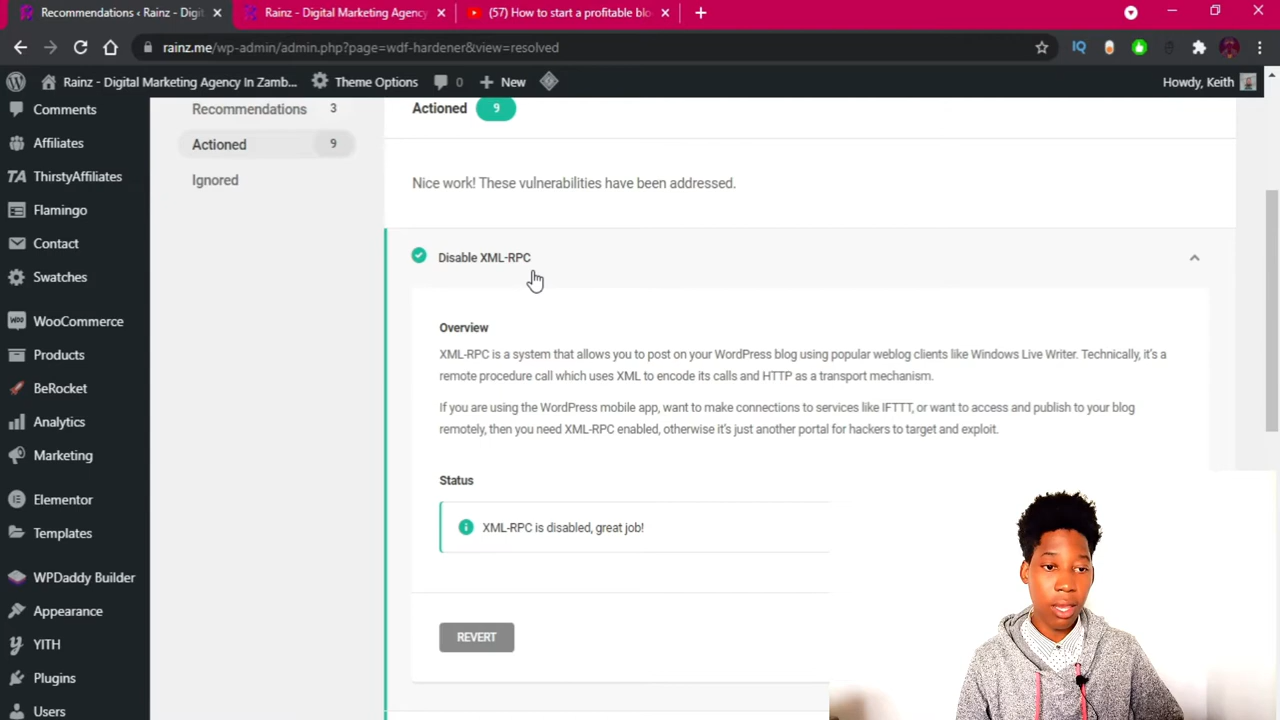 Recommendations ‹ Rainz - Digit
Rainz - Digital Marketing Agency
(57) How to start a profitable blo
rainz.me/wp-admin/admin.php?page=wdf-hardener&view=resolved
IQ
Rainz - Digital Marketing Agency In Zamb...
Theme Options
0
New
Howdy, Keith
Comments
Affiliates
TA ThirstyAffiliates
Flamingo
Contact
Swatches
WOO WooCommerce
Products
BeRocket
Analytics
Marketing
Elementor
Templates
WPDaddy Builder
Appearance
YITH
Plugins
Users
Recommendations 3
Actioned 9
Ignored
Actioned 9
Nice work! These vulnerabilities have been addressed.
Disable XML-RPC
Overview
XML-RPC is a system that allows you to post on your WordPress blog using popular weblog clients like Windows Live Writer. Technically, it's a
remote procedure call which uses XML to encode its calls and HTTP as a transport mechanism.
If you are using the WordPress mobile app, want to make connections to services like IFTTT, or want to access and publish to your blog
remotely, then you need XML-RPC enabled, otherwise it's just another portal for hackers to target and exploit.
Status
XML-RPC is disabled, great job!
REVERT